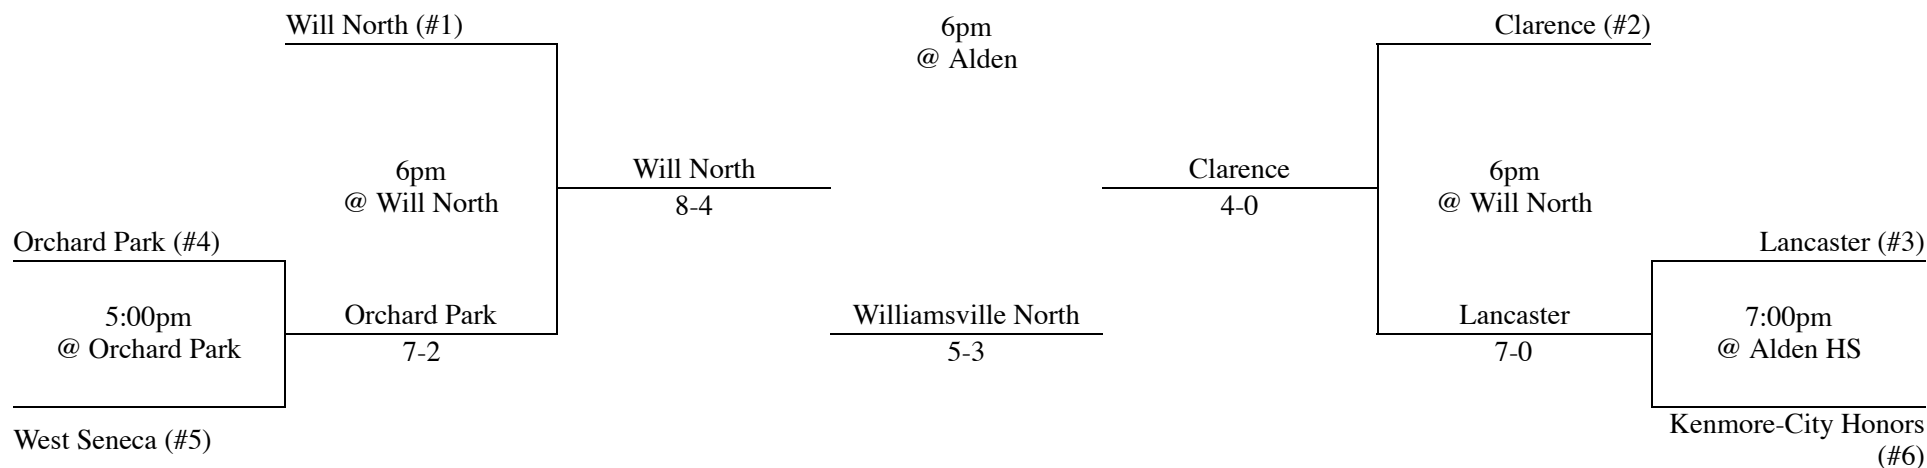 Will North (#1)
6pm
@ Alden
Clarence (#2)
6pm
@ Will North
Will North
8-4
Clarence
4-0
6pm
@ Will North
Orchard Park (#4)
Lancaster (#3)
5:00pm
@ Orchard Park
Orchard Park
7-2
Williamsville North
5-3
Lancaster
7-0
7:00pm
@ Alden HS
West Seneca (#5)
Kenmore-City Honors
(#6)